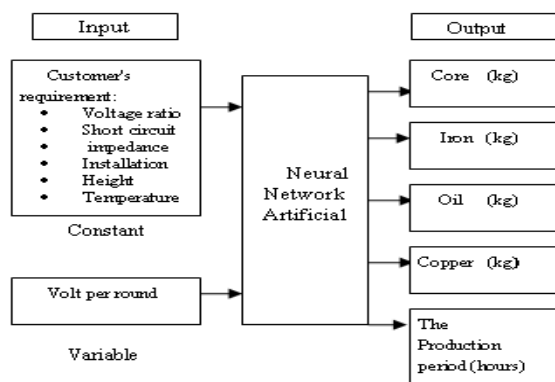 Input
Customer's
requirement:
• Voltage ratio
• Short circuit
• impedance
• Installation
• Height
• Temperature
Constant
Volt per round
Variable
Neural
Network
Artificial
Output
Core (kg)
Iron (kg)
Oil (kg)
Copper (kg)
The
Production
period (hours)